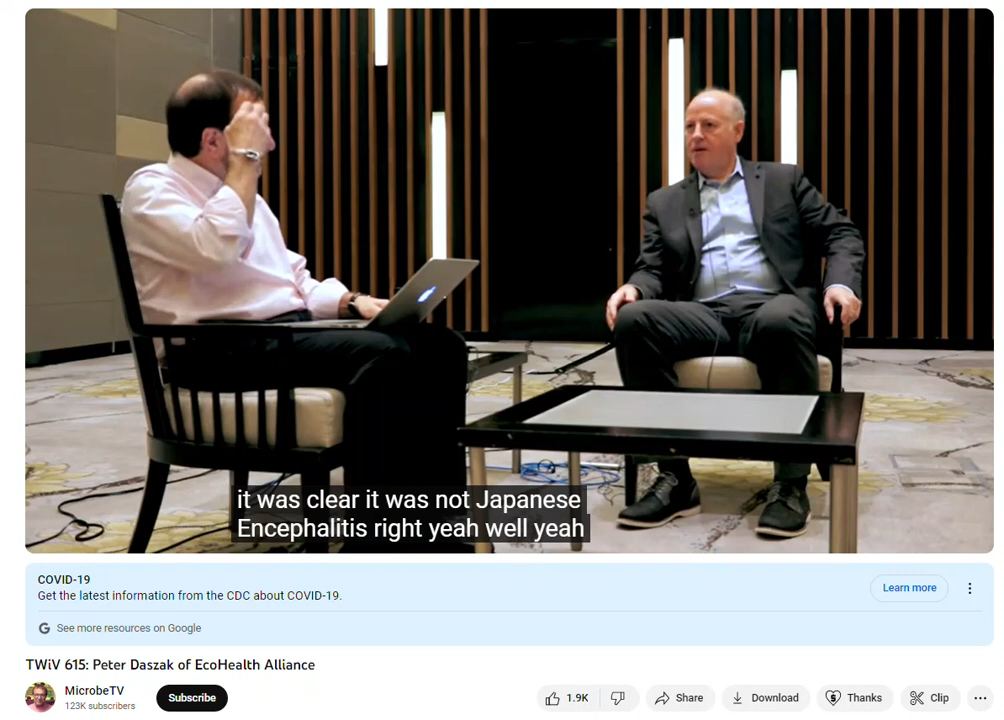 it was clear it was not Japanese
Encephalitis right yeah well yeah
COVID-19
Get the latest information from the CDC about COVID-19.
Learn more
See more resources on Google
TWiV 615: Peter Daszak of EcoHealth Alliance
MicrobeTV
123K subscribers
Subscribe
1.9K
Share
Download
Thanks
Clip